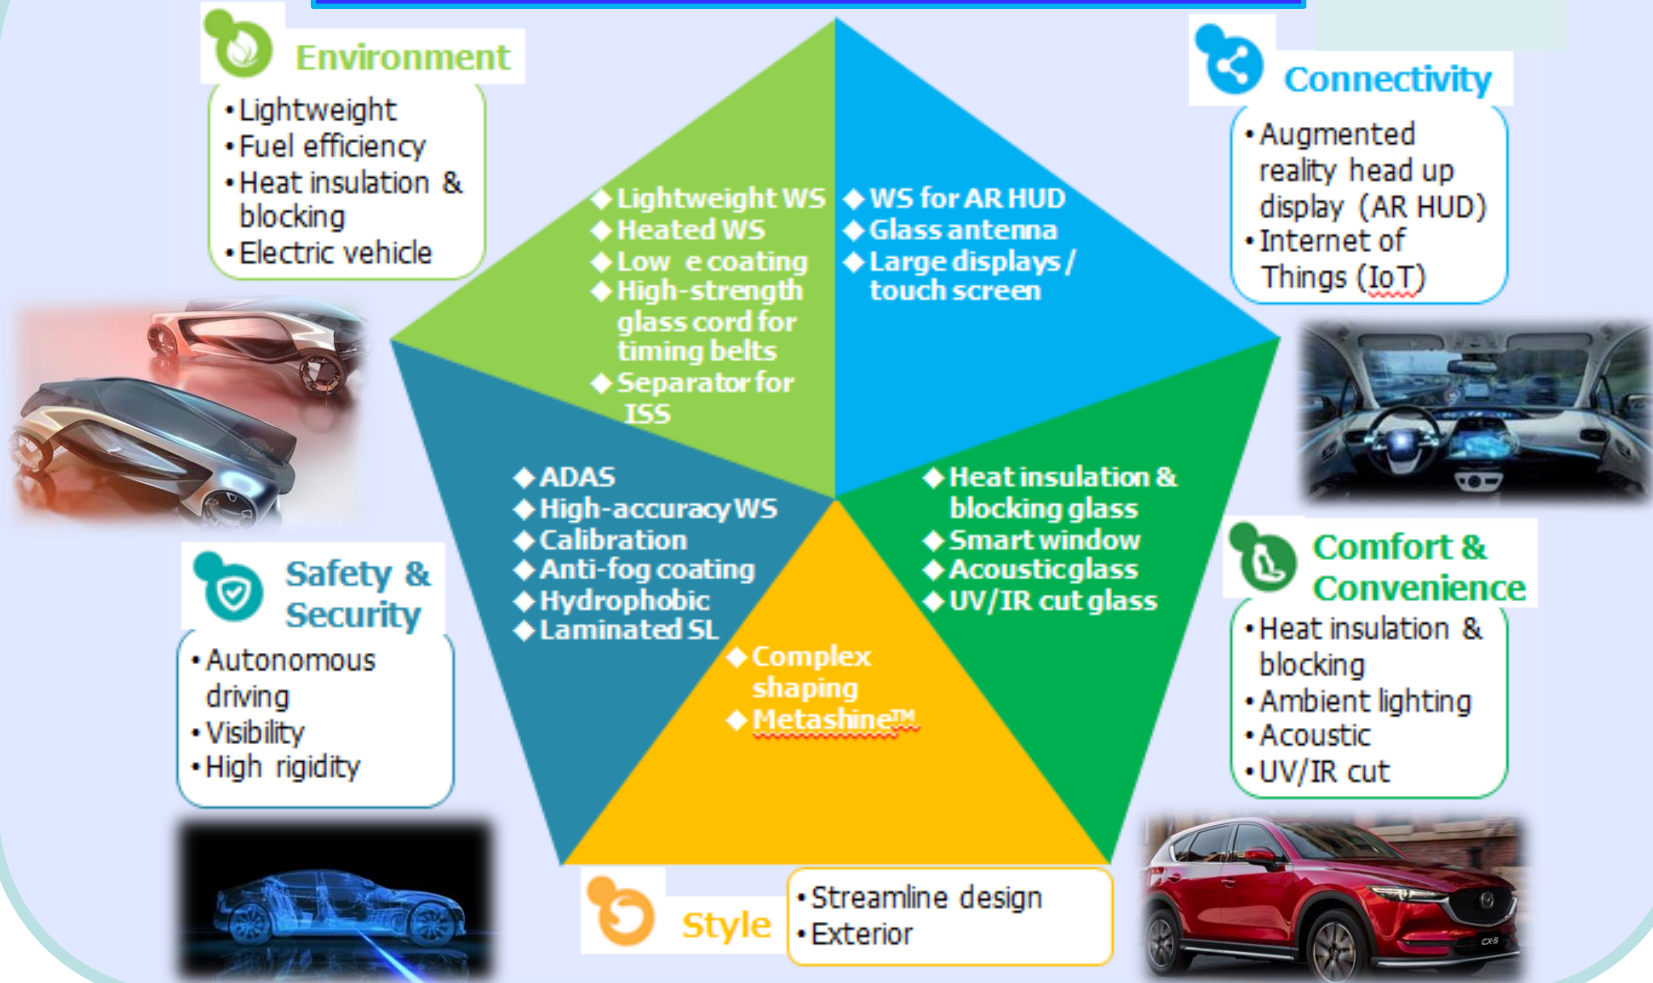 Environment
•Lightweight
•Fuel efficiency
•Heat insulation &
blocking
•Electric vehicle
Connectivity
•Augmented
reality head up
display (AR HUD)
•Internet of
Things (IoT)
◆Lightweight WS
◆Heated WS
◆Low e coating
◆High-strength
glass cord for
timing belts
◆Separator for
ISS
◆WS for AR HUD
◆Glass antenna
◆Large displays/
touch screen
◆ADAS
◆High-accuracy WS
◆Calibration
◆Anti-fog coating
◆Hydrophobic
◆Laminated SL
◆Heat insulation &
blocking glass
◆Smart window
◆Acoustic glass
◆UV/IR cut glass
◆Complex
shaping
◆Metashine™
Safety &
Security
•Autonomous
driving
•Visibility
•High rigidity
Comfort &
Convenience
•Heat insulation &
blocking
•Ambient lighting
•Acoustic
•UV/IR cut
Style
•Streamline design
•Exterior
CX-5